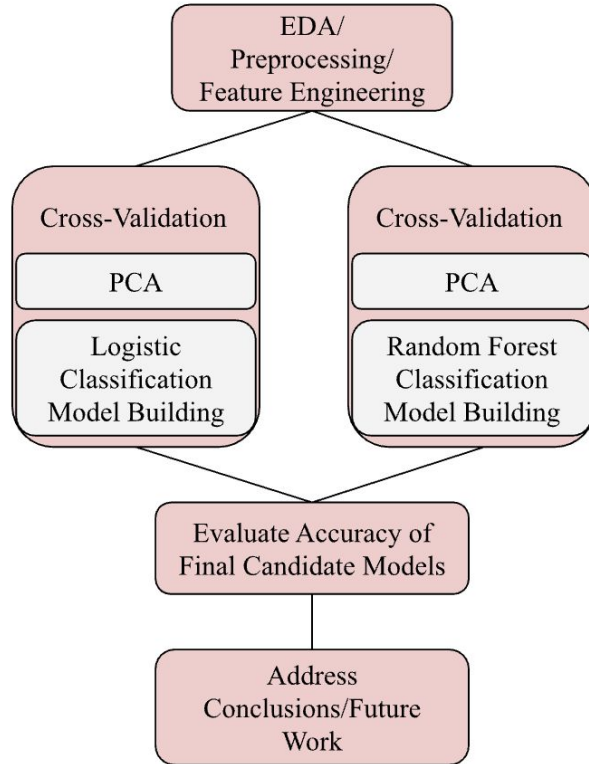 EDA/
Preprocessing/
Feature Engineering
Cross-Validation
PCA
Logistic
Classification
Model Building
Cross-Validation
PCA
Random Forest
Classification
Model Building
Evaluate Accuracy of
Final Candidate Models
Address
Conclusions/Future
Work